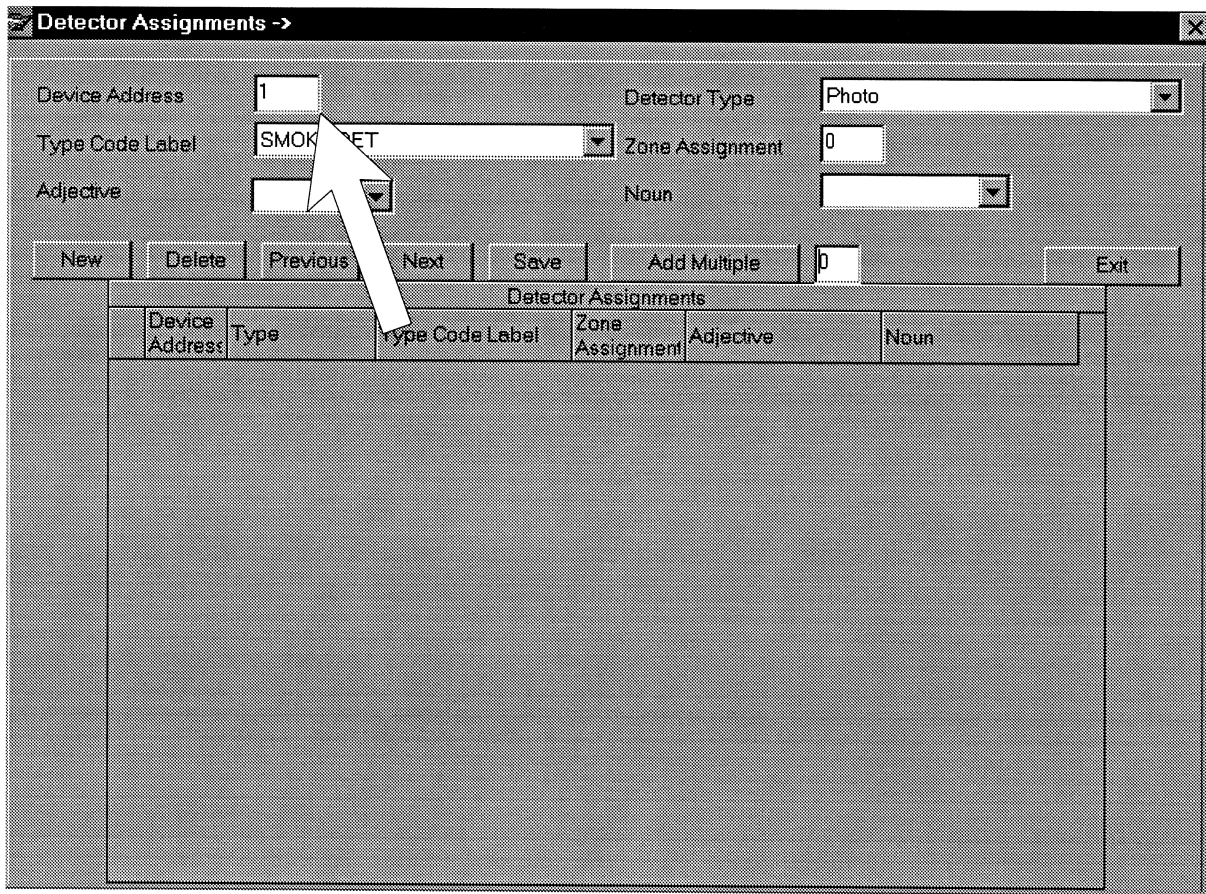 Detector Assignments ->
Device Address 1 Detector Type Photo
Type Code Label Zone Assignment 0
Adjective Noun
New Delete Previous Next Save Add Multiple 0 Exit
Detector Assignments
Device Address Type Type Code Label Zone Assignment Adjective Noun